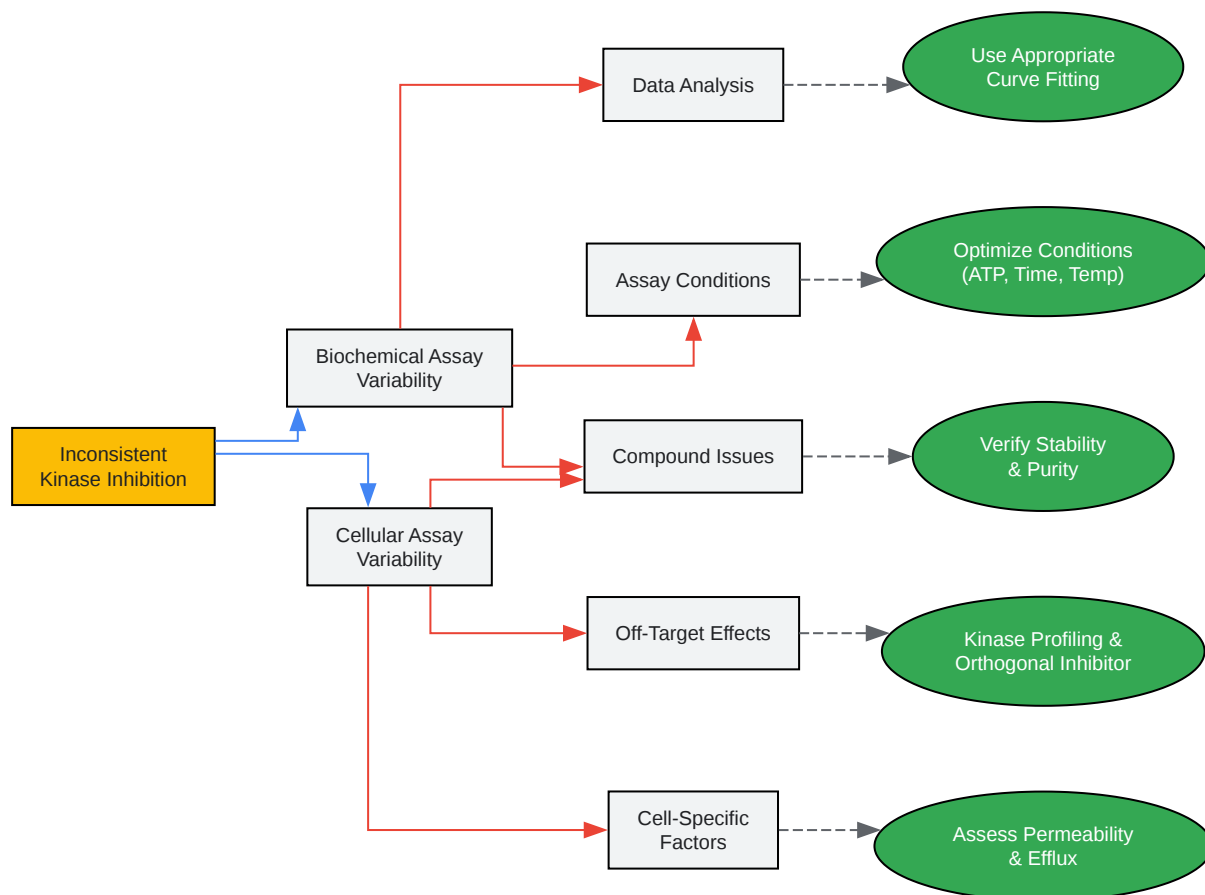 Use Appropriate
Curve Fitting
Data Analysis
Optimize Conditions
(ATP, Time, Temp)
Assay Conditions
Biochemical Assay
Variability
Inconsistent
Kinase Inhibition
Compound Issues
Verify Stability
& Purity
Cellular Assay
Variability
Off-Target Effects
Kinase Profiling &
Orthogonal Inhibitor
Cell-Specific
Factors
Assess Permeability
& Efflux